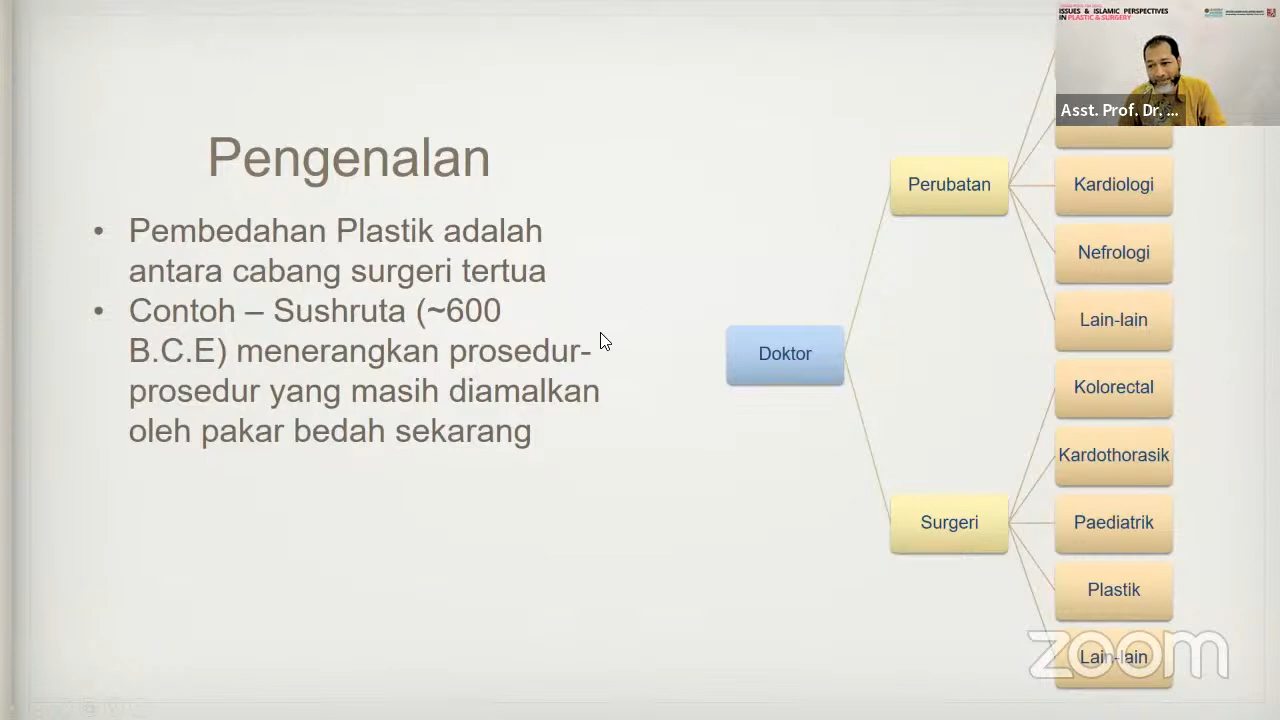 ISSUES & ISLAMIC PERSPECTIVES
IN PLASTIC & SURGERY
Asst. Prof. Dr. ...
Pengenalan
• Pembedahan Plastik adalah
antara cabang surgeri tertua
• Contoh – Sushruta (~600
B.C.E) menerangkan prosedur-
prosedur yang masih diamalkan
oleh pakar bedah sekarang
Doktor
Perubatan
Kardiologi
Nefrologi
Lain-lain
Surgeri
Kolorectal
Kardothorasik
Paediatrik
Plastik
Lain-lain
zoom